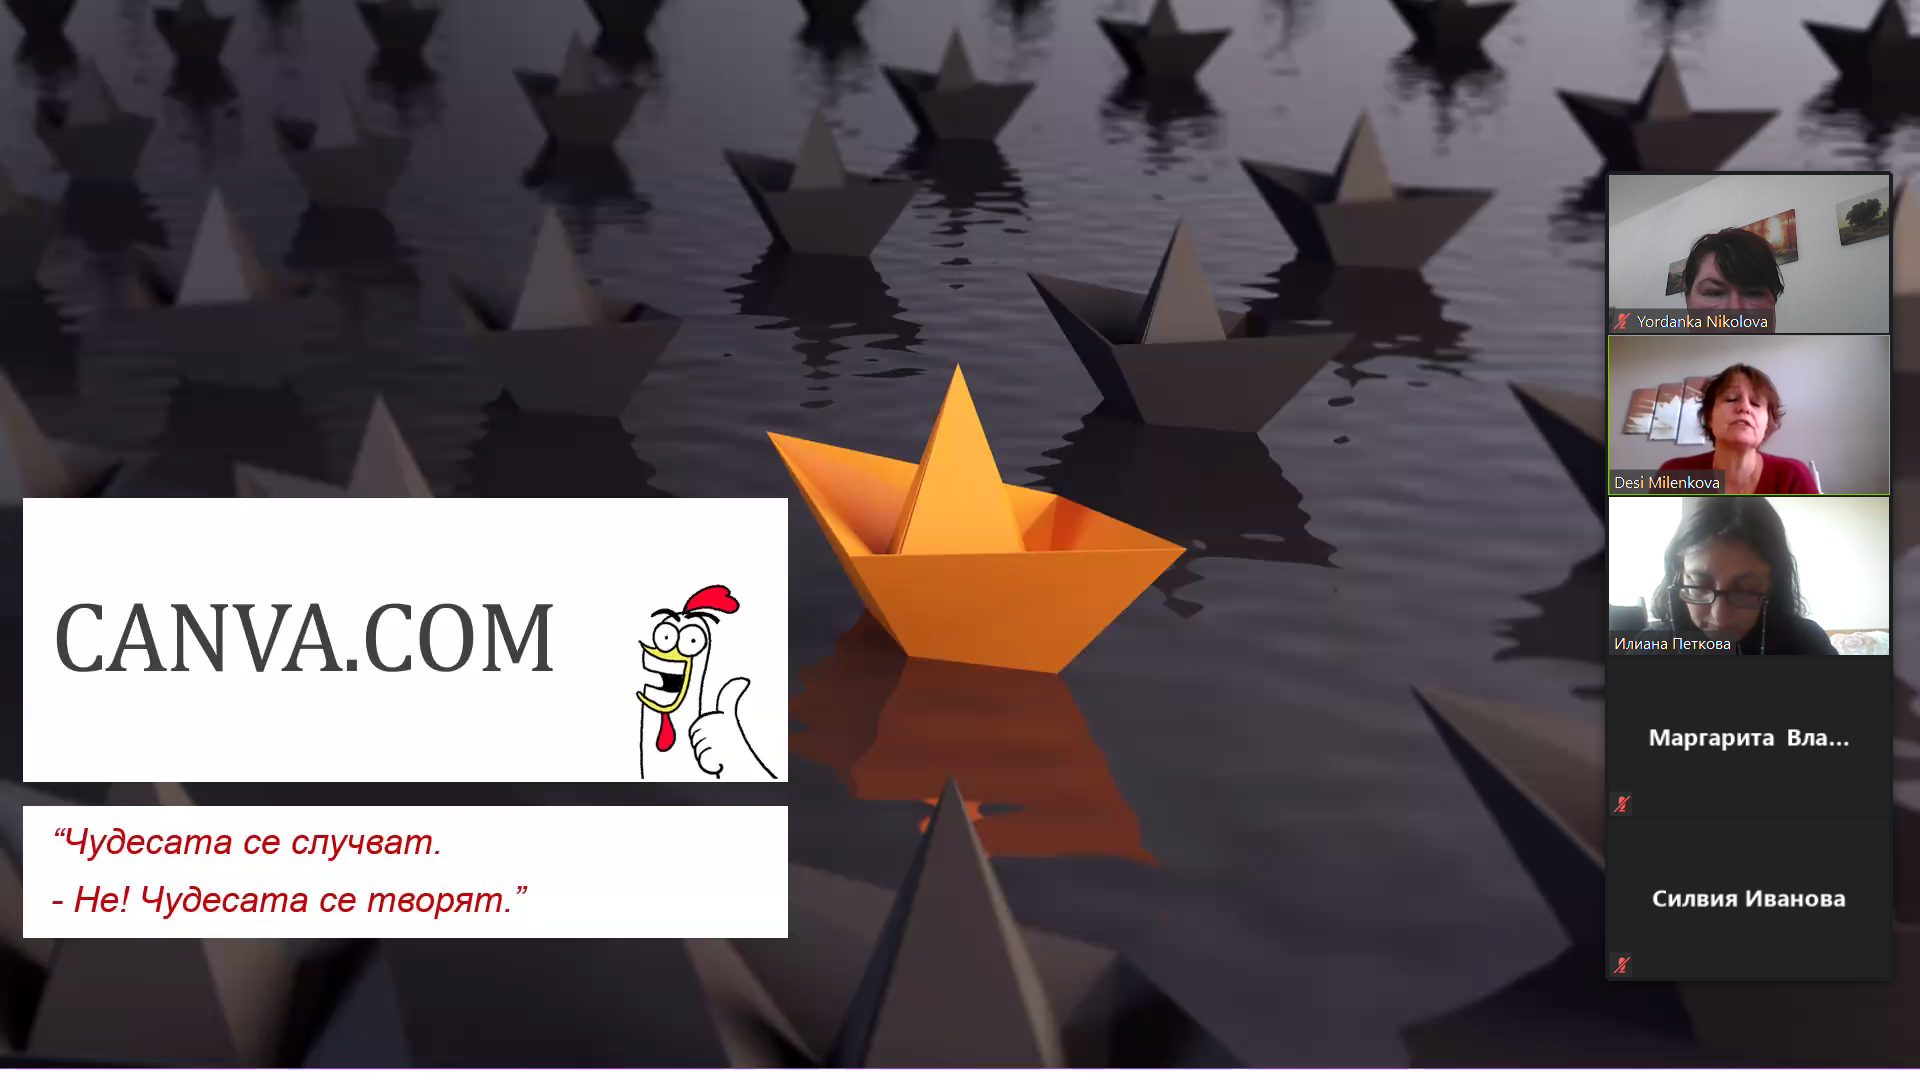 CANVA.COM
“Чудесата се случват.
- Не! Чудесата се творят.”
Yordanka Nikolova
Desi Milenkova
Илиана Петкова
Маргарита Вла...
Силвия Иванова